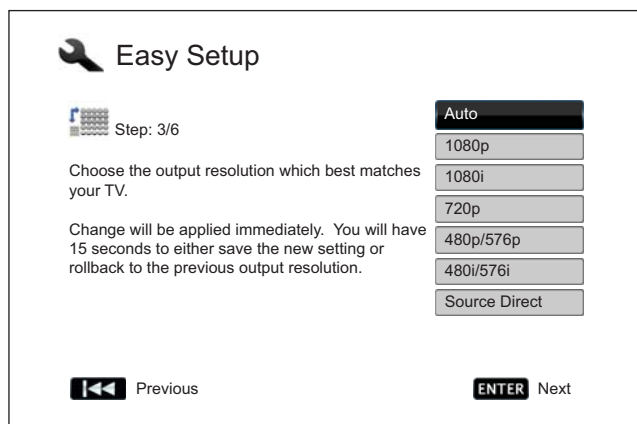 Easy Setup
Step: 3/6
Choose the output resolution which best matches
your TV.
Change will be applied immediately.  You will have
15 seconds to either save the new setting or
rollback to the previous output resolution.
Auto
1080p
1080i
720p
480p/576p
480i/576i
Source Direct
Previous
ENTER Next